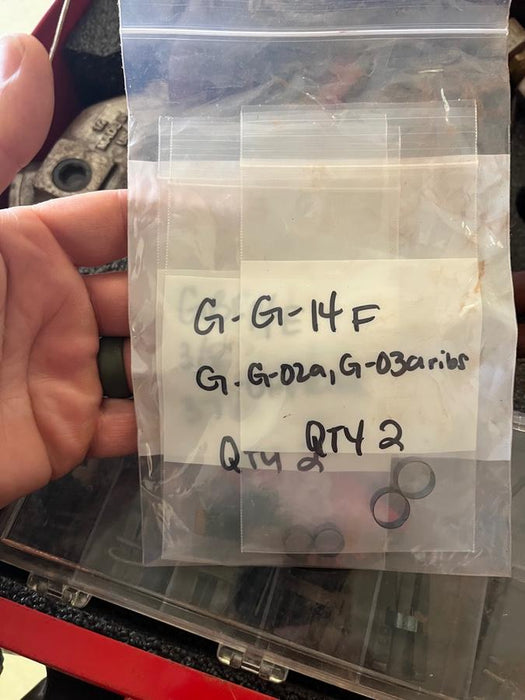 G-G-14F
G-G-02a, G-03a ribs
QTY 2
QTY 2